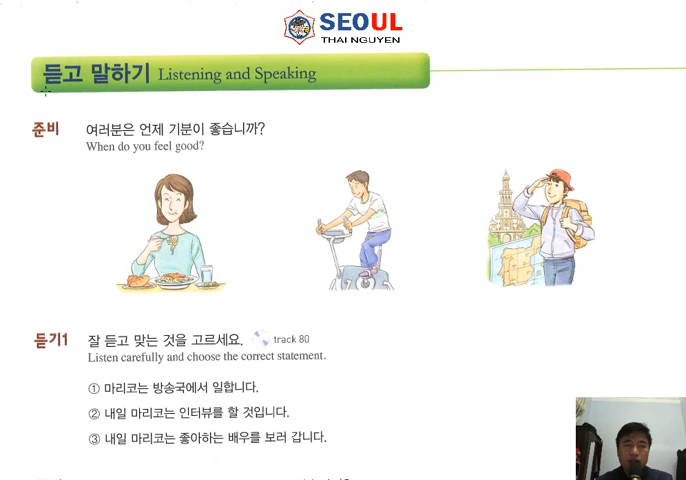 SEOUL
THAI NGUYEN
듣고 말하기 Listening and Speaking
준비 여러분은 언제 기분이 좋습니까?
When do you feel good?
듣기1 잘 듣고 맞는 것을 고르세요. track 80
Listen carefully and choose the correct statement.
① 마리코는 방송국에서 일합니다.
② 내일 마리코는 인터뷰를 할 것입니다.
③ 내일 마리코는 좋아하는 배우를 보러 갑니다.